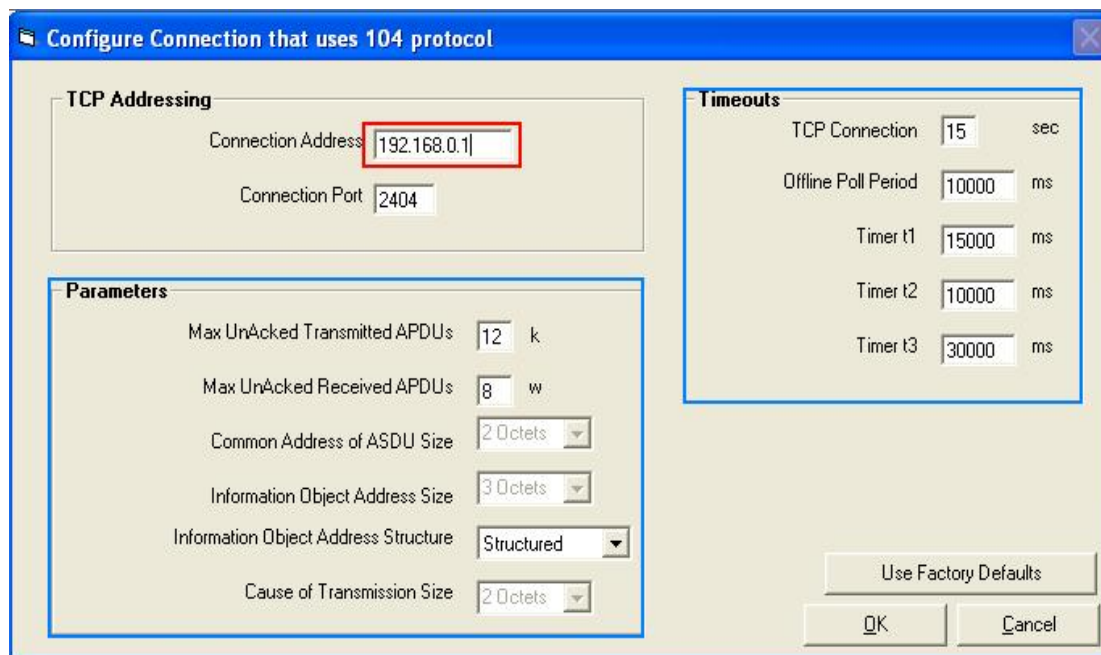 Configure Connection that uses 104 protocol
TCP Addressing
Connection Address 192.168.0.1
Connection Port 2404
Parameters
Max UnAcked Transmitted APDUs 12 k
Max UnAcked Received APDUs 8 w
Common Address of ASDU Size 2 Octets
Information Object Address Size 3 Octets
Information Object Address Structure Structured
Cause of Transmission Size 2 Octets
Timeouts
TCP Connection 15 sec
Offline Poll Period 10000 ms
Timer t1 15000 ms
Timer t2 10000 ms
Timer t3 30000 ms
Use Factory Defaults
OK Cancel